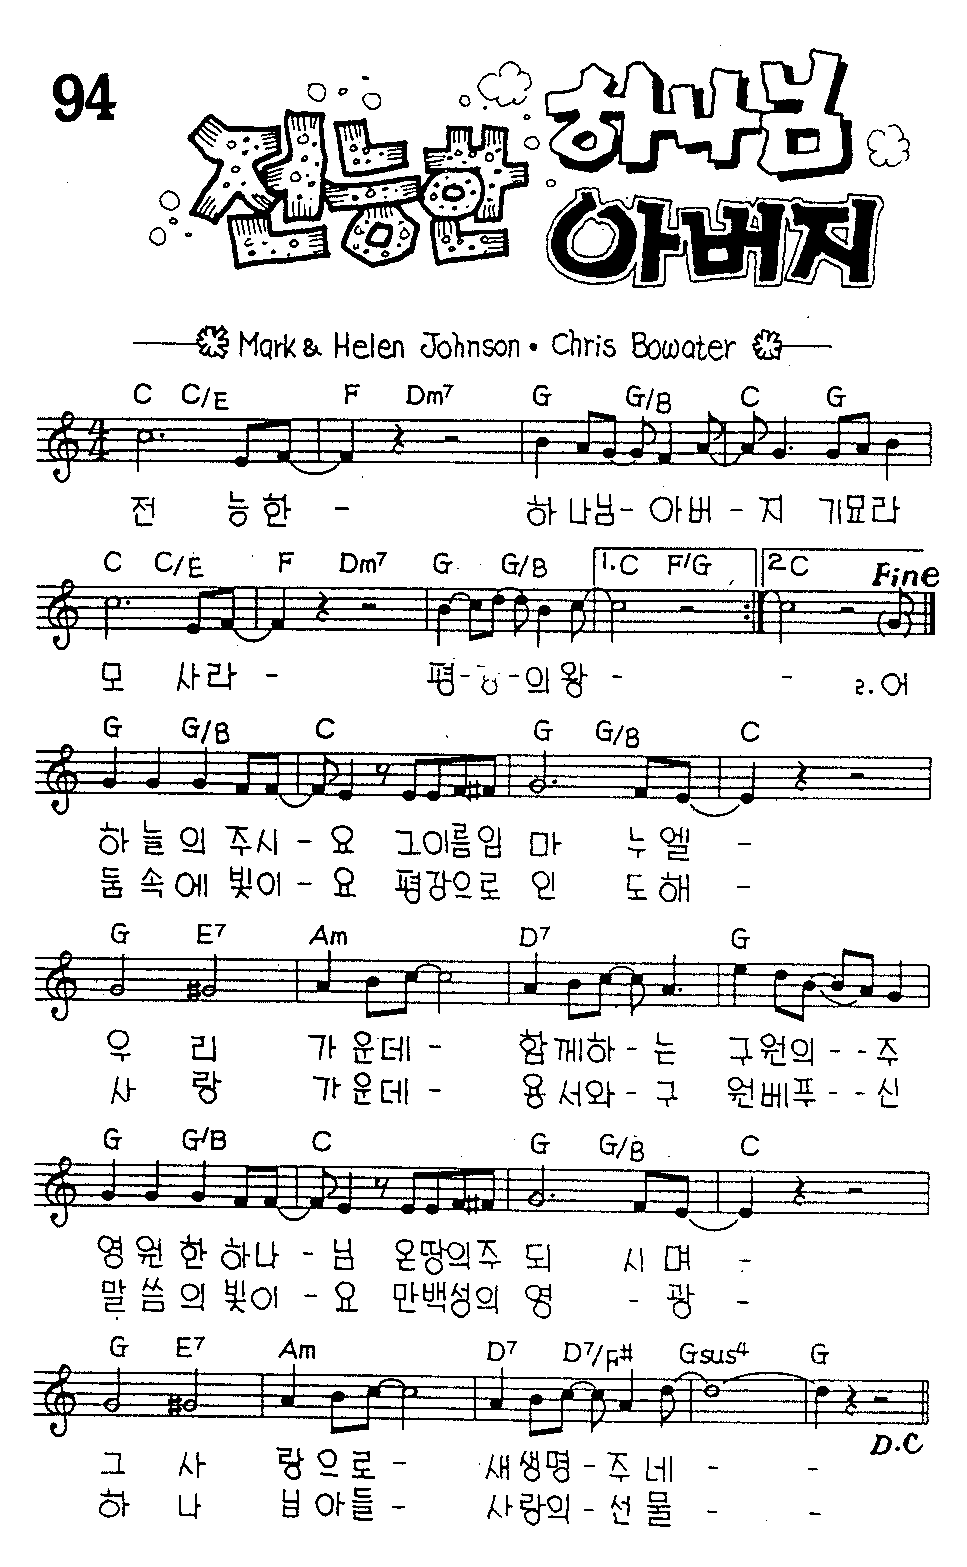 94
전능하신
하나님
아버지
Mark & Helen Johnson • Chris Bowater
C C/E F Dm7 G G/B C G
전 능 한 - 하 나님 - 아버 - 지 기묘라
C C/E F Dm7 G G/B 1.C F/G 2.C Fine
모 사라 - 평 - 강 - 의왕 - - 2.어
G G/B C G G/B C
하 늘 의 주시 - 요 그이름임 마 누 엘 -
둠 속 에 빛이 - 요 평강으로 인 도 해 -
G E7 Am D7 G
우 리 가 운데 - 함께하 - 는 구원의 - - 주
사 랑 가 운데 - 용서와 - 구 원베푸 - - 신
G G/B C G G/B C
영 원 한 하나 - 님 온땅의주 되 시 며 -
말 씀 의 빛이 - 요 만백성의 영 - 광 -
G E7 Am D7 D7/F# Gsus4 G
D.C
그 사 랑 으로 - 새생명 - 주 네 - -
하 나 님 아들 - 사랑의 - 선 물 - -